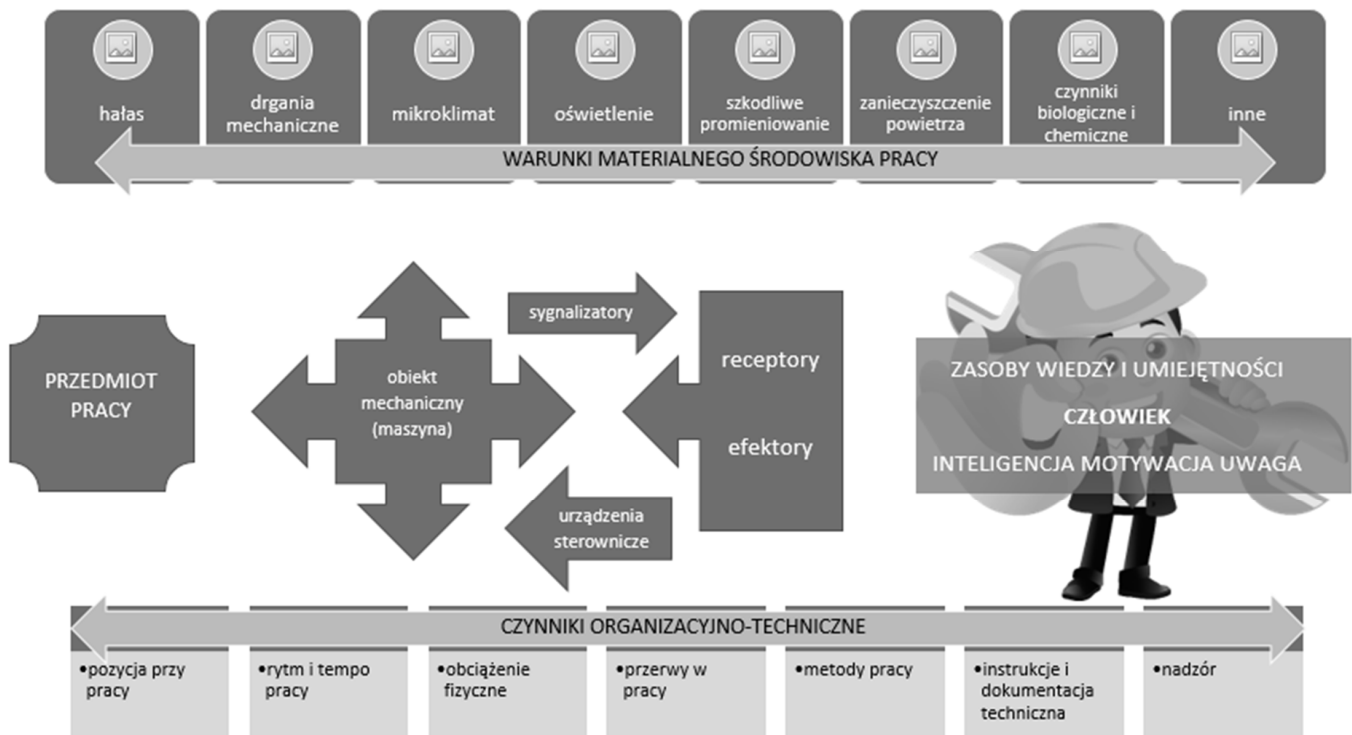 hałas
drgania
mechaniczne
mikroklimat
oświetlenie
szkodliwe
promieniowanie
zanieczyszczenie
powietrza
czynniki
biologiczne i
chemiczne
inne
WARUNKI MATERIALNEGO ŚRODOWISKA PRACY
PRZEDMIOT
PRACY
obiekt
mechaniczny
(maszyna)
sygnalizatory
receptory
efektory
urządzenia
sterownicze
ZASOBY WIEDZY I UMIEJĘTNOŚCI
CZŁOWIEK
INTELIGENCJA MOTYWACJA UWAGA
CZYNNIKI ORGANIZACYJNO-TECHNICZNE
•pozycja przy
pracy
•rytm i tempo
pracy
•obciążenie
fizyczne
•przerwy w
pracy
•metody pracy
•instrukcje i
dokumentacja
techniczna
•nadzór